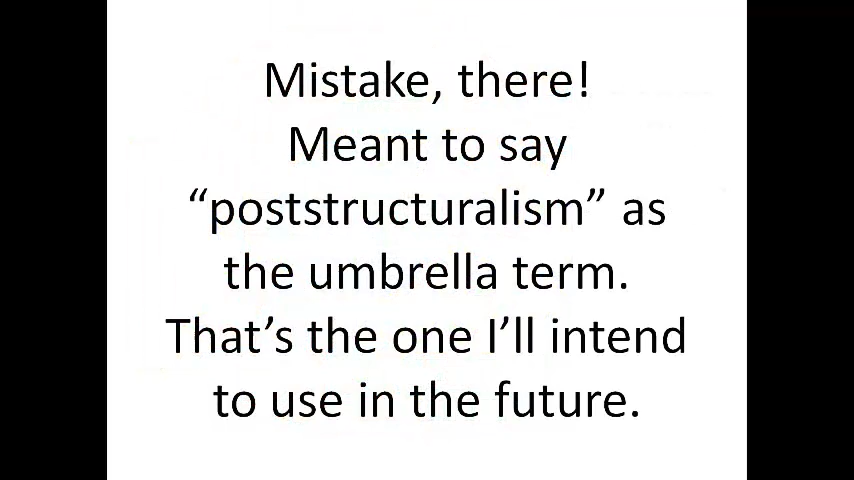 Mistake, there!
Meant to say
“poststructuralism” as
the umbrella term.
That’s the one I’ll intend
to use in the future.